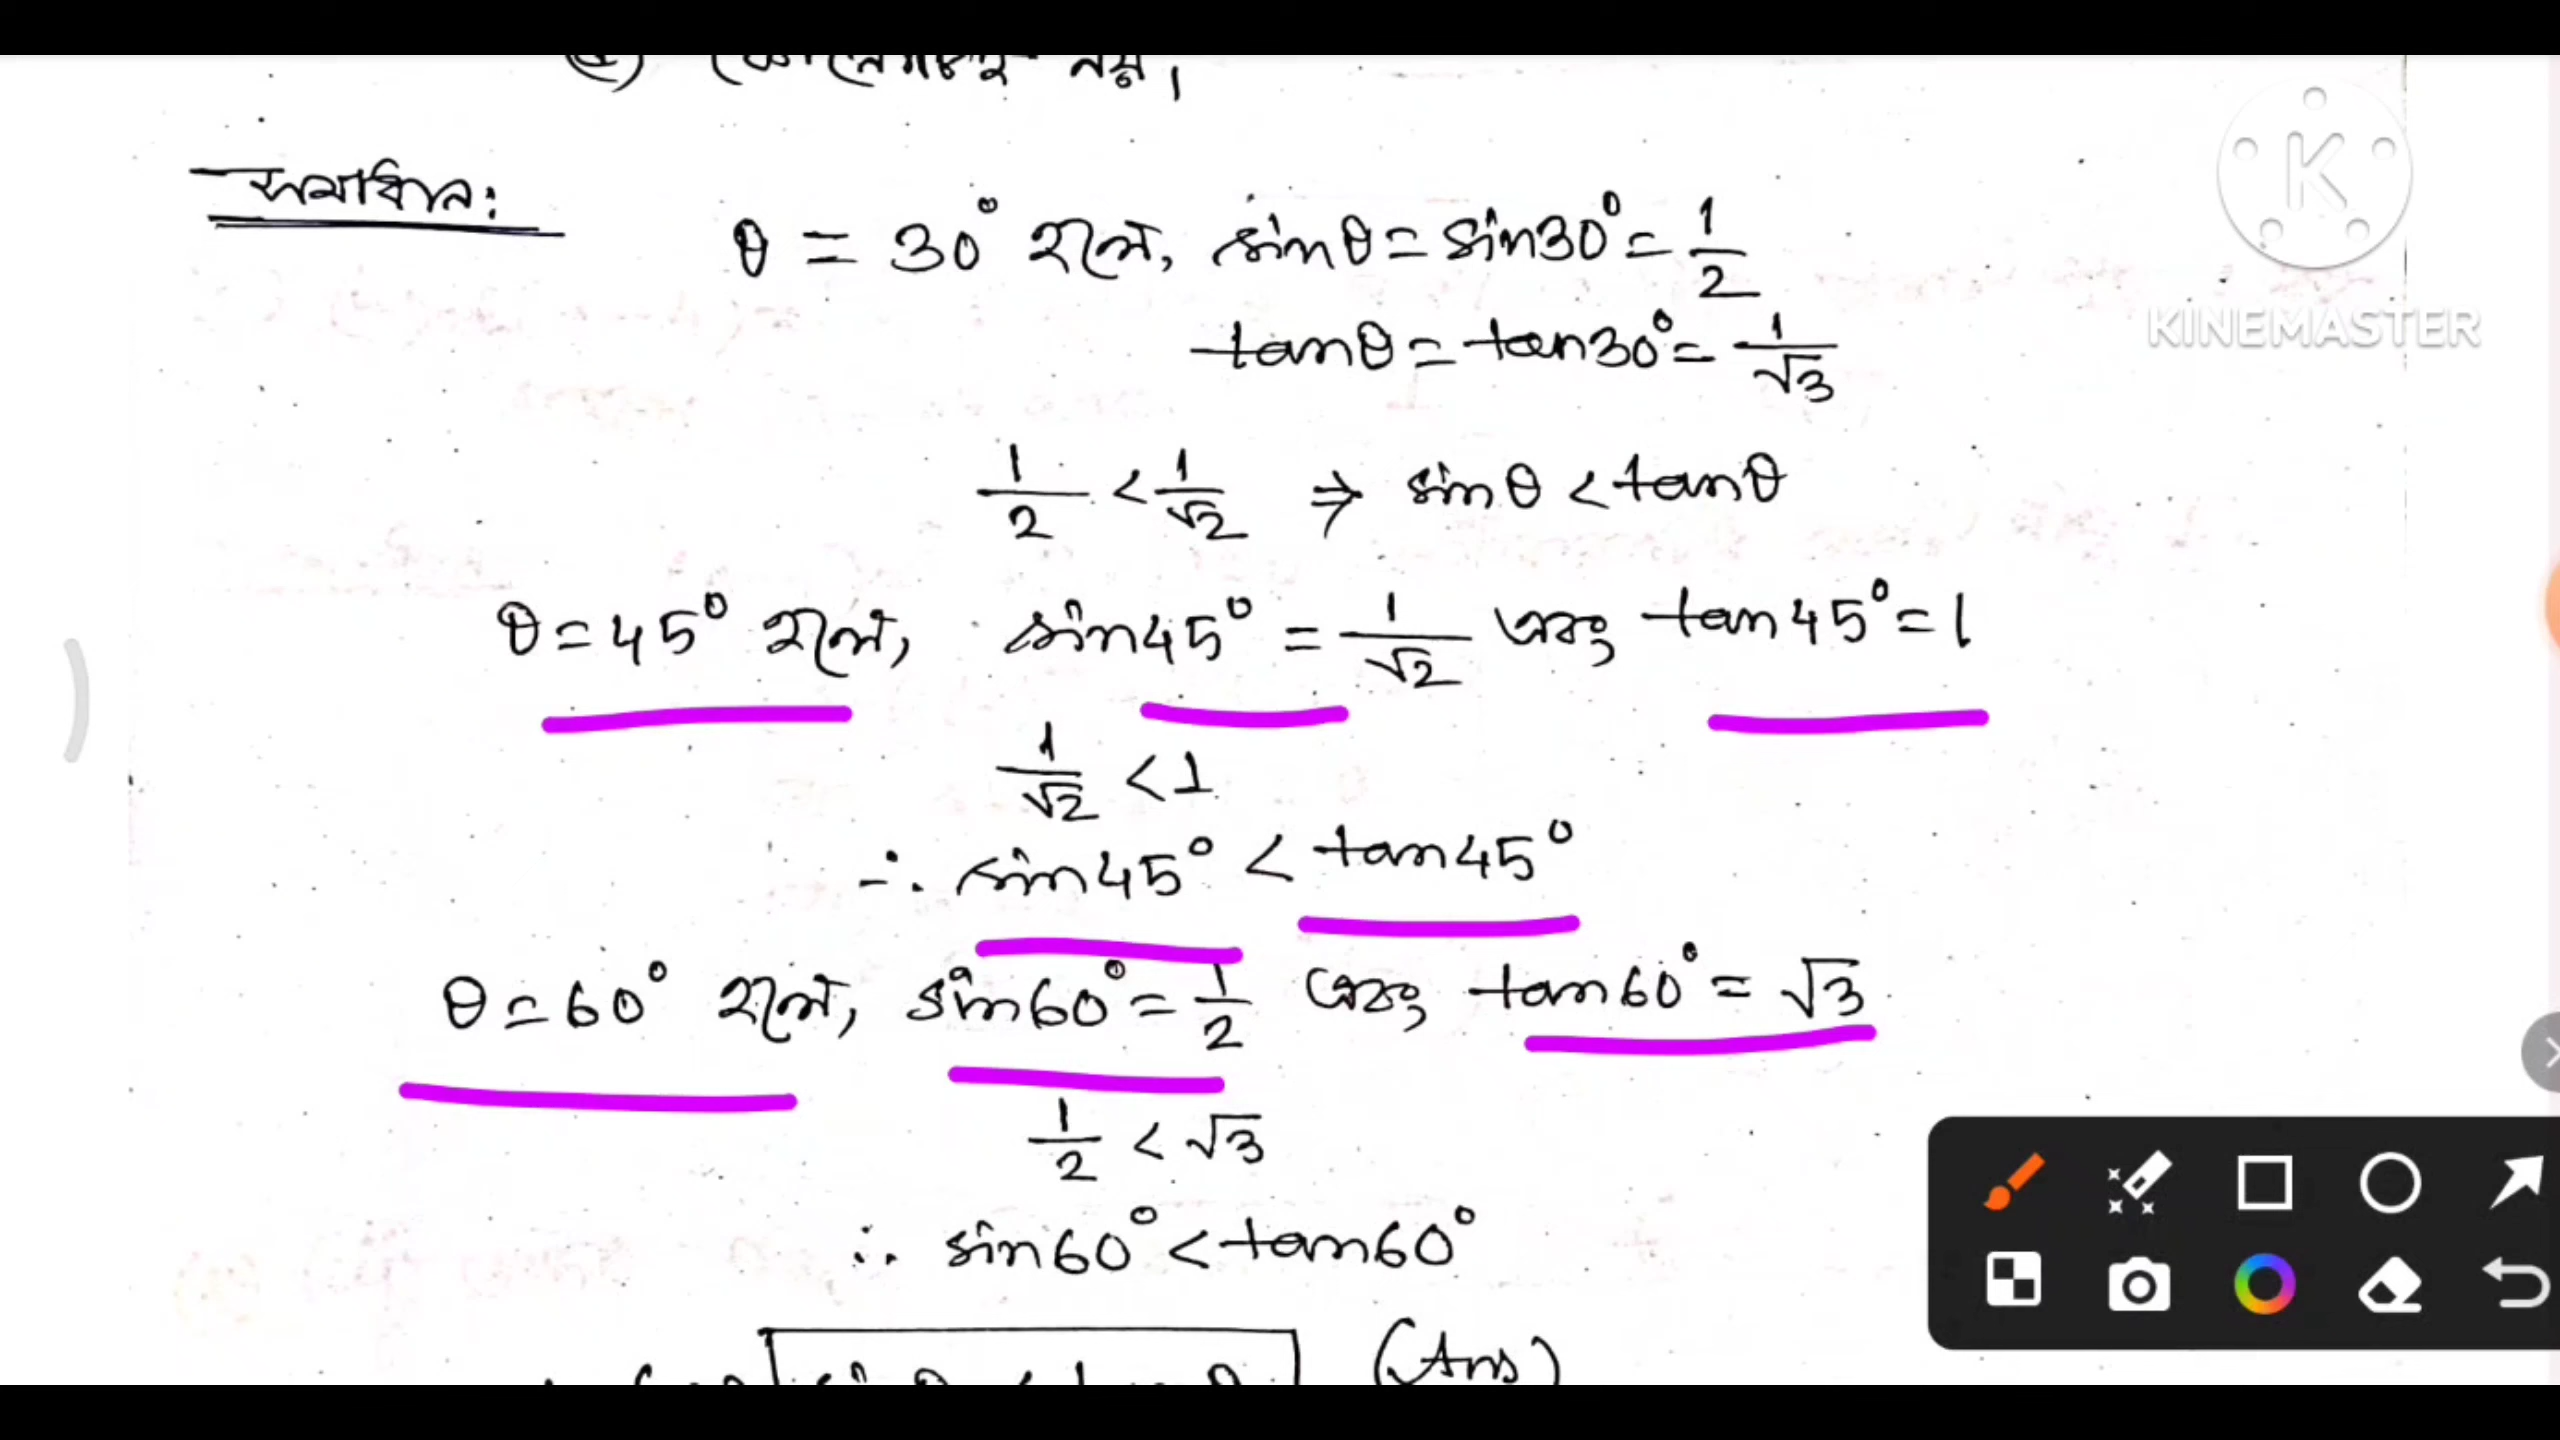 কোনোটিই নয়।
সমাধান:
θ = 30° হলে, sinθ = sin30° = 1/2
tanθ = tan30° = 1/√3
1/2 < 1/√2 ⇒ sinθ < tanθ
θ = 45° হলে, sin45° = 1/√2 এবং tan45° = 1
1/√2 < 1
∴ sin45° < tan45°
θ = 60° হলে, sin60° = 1/2 এবং tan60° = √3
1/2 < √3
∴ sin60° < tan60°
(Ans)
K
KINEMASTER